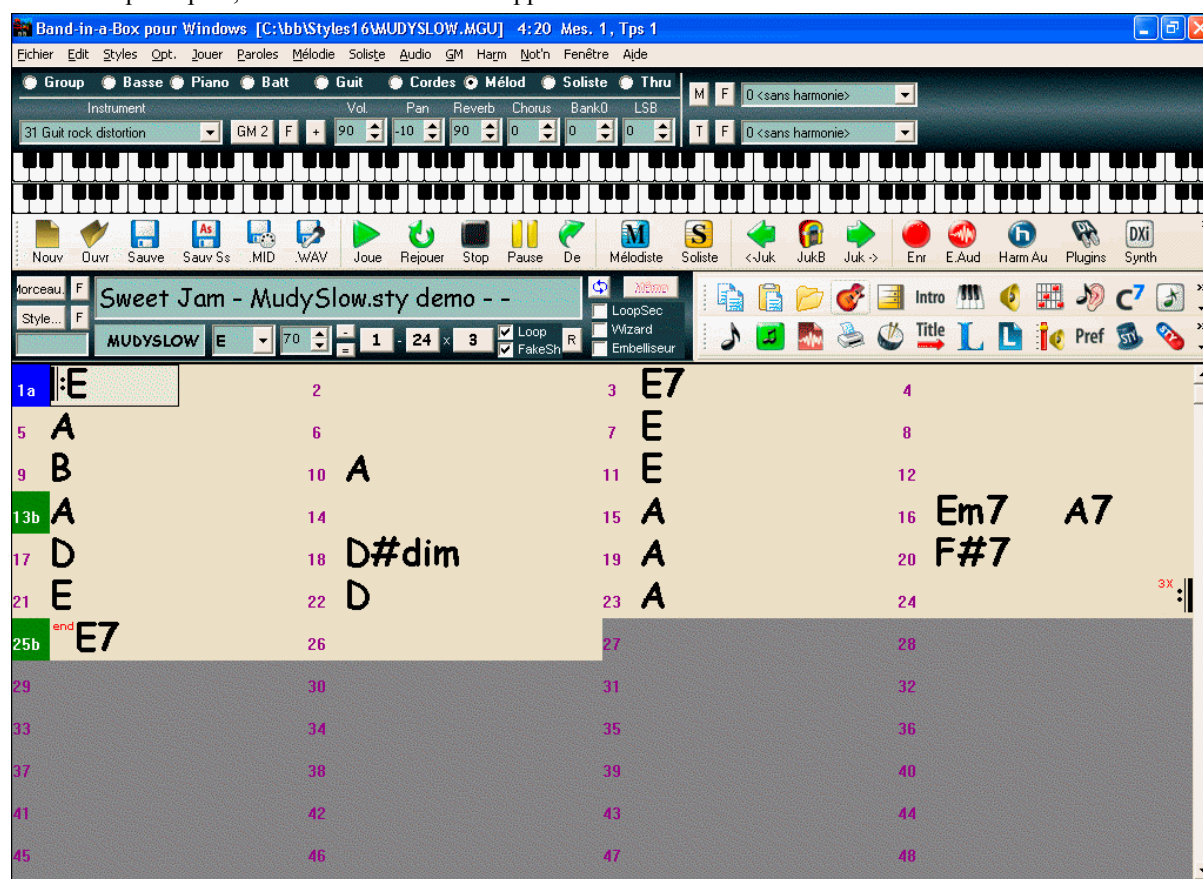 Band-in-a-Box pour Windows [C:\bb\Styles16\MUDYSLOW.MGU] 4:20 Mes. 1, Tps 1
Fichier Edit Styles Opt. Jouer Paroles Mélodie Soliste Audio GM Harm Not'n Fenêtre Aide
Group Basse Piano Batt Guit Cordes Mélod Soliste Thru
M F 0 <sans harmonie>
Instrument Vol. Pan Reverb Chorus Bank0 LSB
31 Guit rock distortion GM 2 F + 90 -10 90 0 0 0 T F 0 <sans harmonie>
As M S h DXi
Nouv Ouvr Sauve Sauv Ss .MID .WAV Joue Rejouer Stop Pause De Mélodiste Soliste <-Juk JukB Juk -> Enr E.Aud Harm Au Plugins Synth
Morceau. F Sweet Jam - MudySlow.sty demo - - Mémo
LoopSec Intro C7
Style... F Wizard
MUDYSLOW E 70 - = 1 - 24 x 3 Loop FakeSh R Embelliseur Title L L Pref
1a E 2 3 E7 4
5 A 6 7 E 8
9 B 10 A 11 E 12
13b A 14 15 A 16 Em7 A7
17 D 18 D#dim 19 A 20 F#7
21 E 22 D 23 A 24 3X
25b end E7 26 27 28
29 30 31 32
33 34 35 36
37 38 39 40
41 42 43 44
45 46 47 48